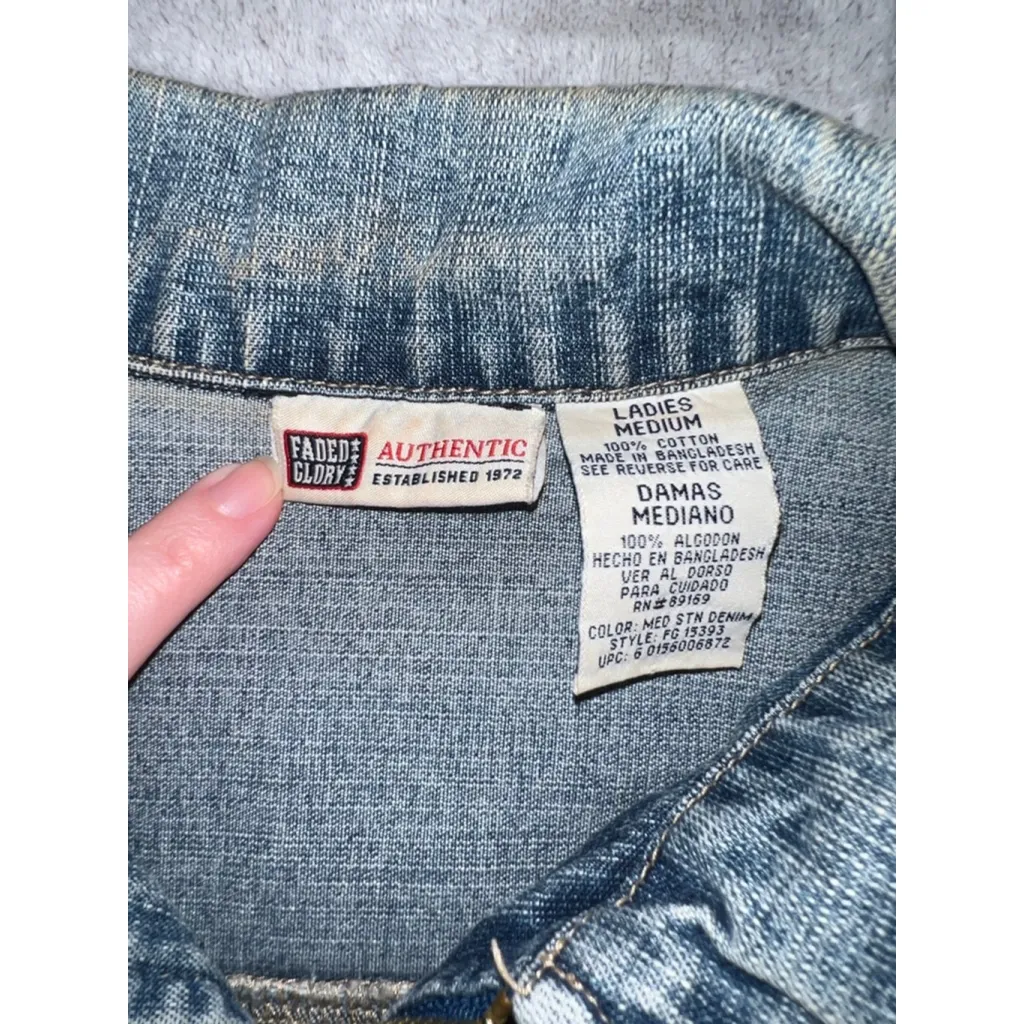 FADED
GLORY
AUTHENTIC
ESTABLISHED 1972
LADIES
MEDIUM
100% COTTON
MADE IN BANGLADESH
SEE REVERSE FOR CARE
DAMAS
MEDIANO
100% ALGODON
HECHO EN BANGLADESH
VER AL DORSO
PARA CUIDADO
RN#89169
COLOR: MED STN DENIM
STYLE: FG 15393
UPC: 6 0156006872